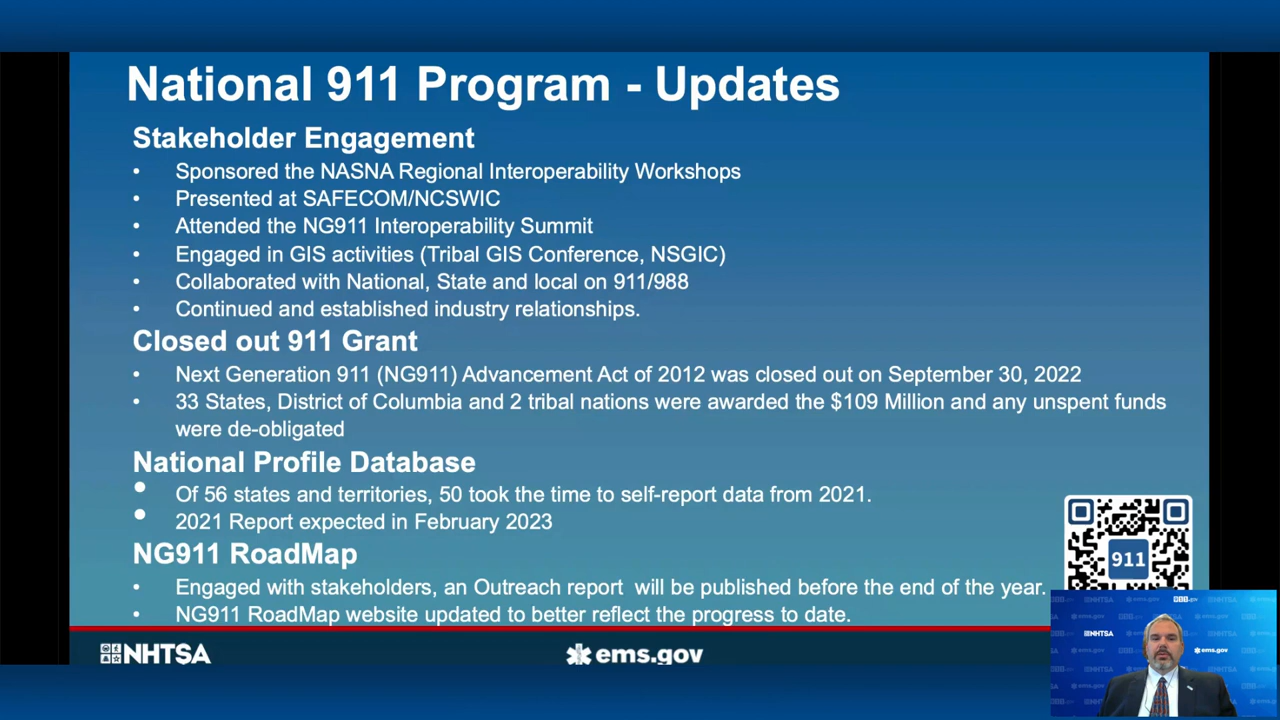 National 911 Program - Updates
Stakeholder Engagement
• Sponsored the NASNA Regional Interoperability Workshops
• Presented at SAFECOM/NCSWIC
• Attended the NG911 Interoperability Summit
• Engaged in GIS activities (Tribal GIS Conference, NSGIC)
• Collaborated with National, State and local on 911/988
• Continued and established industry relationships.
Closed out 911 Grant
• Next Generation 911 (NG911) Advancement Act of 2012 was closed out on September 30, 2022
• 33 States, District of Columbia and 2 tribal nations were awarded the $109 Million and any unspent funds
were de-obligated
National Profile Database
• Of 56 states and territories, 50 took the time to self-report data from 2021.
• 2021 Report expected in February 2023
NG911 RoadMap
• Engaged with stakeholders, an Outreach report will be published before the end of the year.
• NG911 RoadMap website updated to better reflect the progress to date.
911
NHTSA
ems.gov
NHTSA
ems.gov